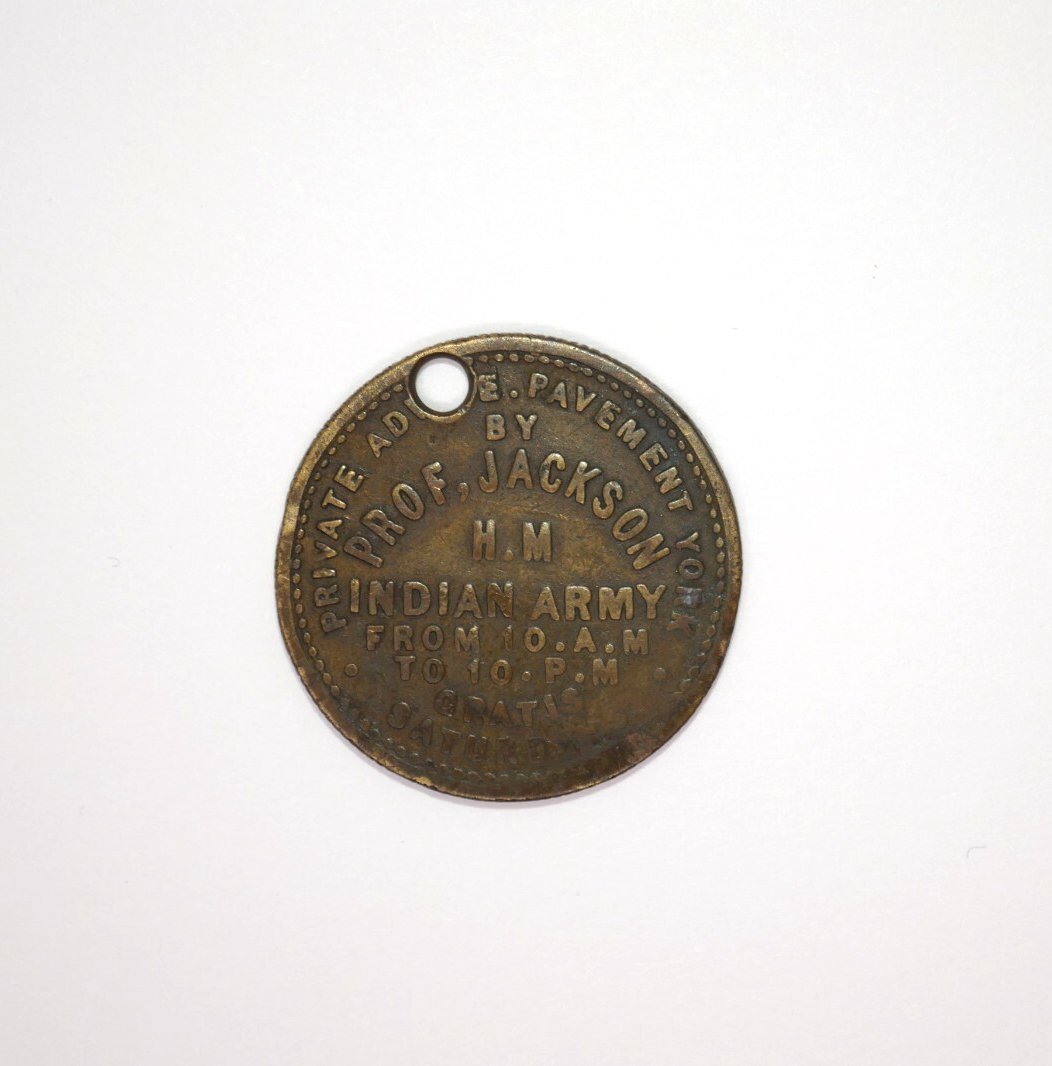 PRIVATE AD E. PAVEMENT YORK
BY
PROF, JACKSON
H.M
INDIAN ARMY
FROM 10.A.M
TO 10.P.M
GRATIS